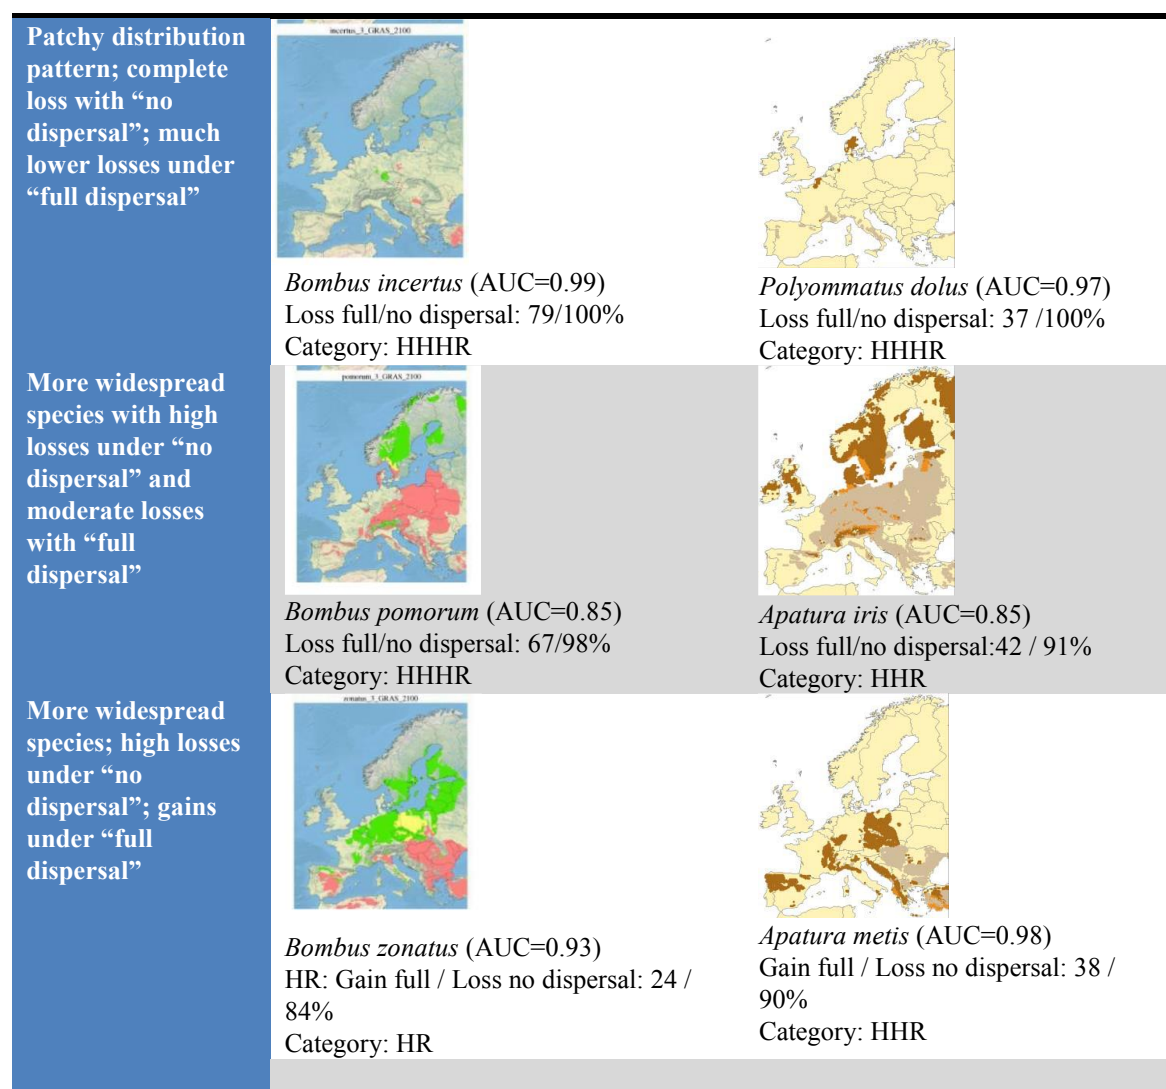 Patchy distribution
pattern; complete
loss with “no
dispersal”; much
lower losses under
“full dispersal”
incertus_3_GRAS_2100
Bombus incertus (AUC=0.99)
Loss full/no dispersal: 79/100%
Category: HHHR
Polyommatus dolus (AUC=0.97)
Loss full/no dispersal: 37 /100%
Category: HHHR
More widespread
species with high
losses under “no
dispersal” and
moderate losses
with “full
dispersal”
pomorum_3_GRAS_2100
Bombus pomorum (AUC=0.85)
Loss full/no dispersal: 67/98%
Category: HHHR
Apatura iris (AUC=0.85)
Loss full/no dispersal:42 / 91%
Category: HHR
More widespread
species; high losses
under “no
dispersal”; gains
under “full
dispersal”
zonatus_3_GRAS_2100
Bombus zonatus (AUC=0.93)
HR: Gain full / Loss no dispersal: 24 /
84%
Category: HR
Apatura metis (AUC=0.98)
Gain full / Loss no dispersal: 38 /
90%
Category: HHR